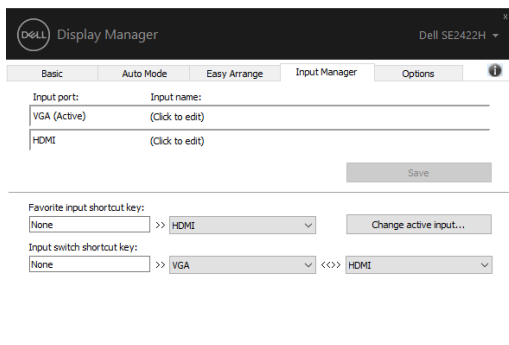 DELL Display Manager
x
Dell SE2422H
Basic Auto Mode Easy Arrange Input Manager Options i
Input port: Input name:
VGA (Active) (Click to edit)
HDMI (Click to edit)
Save
Favorite input shortcut key:
None >> HDMI Change active input...
Input switch shortcut key:
None >> VGA <<>> HDMI